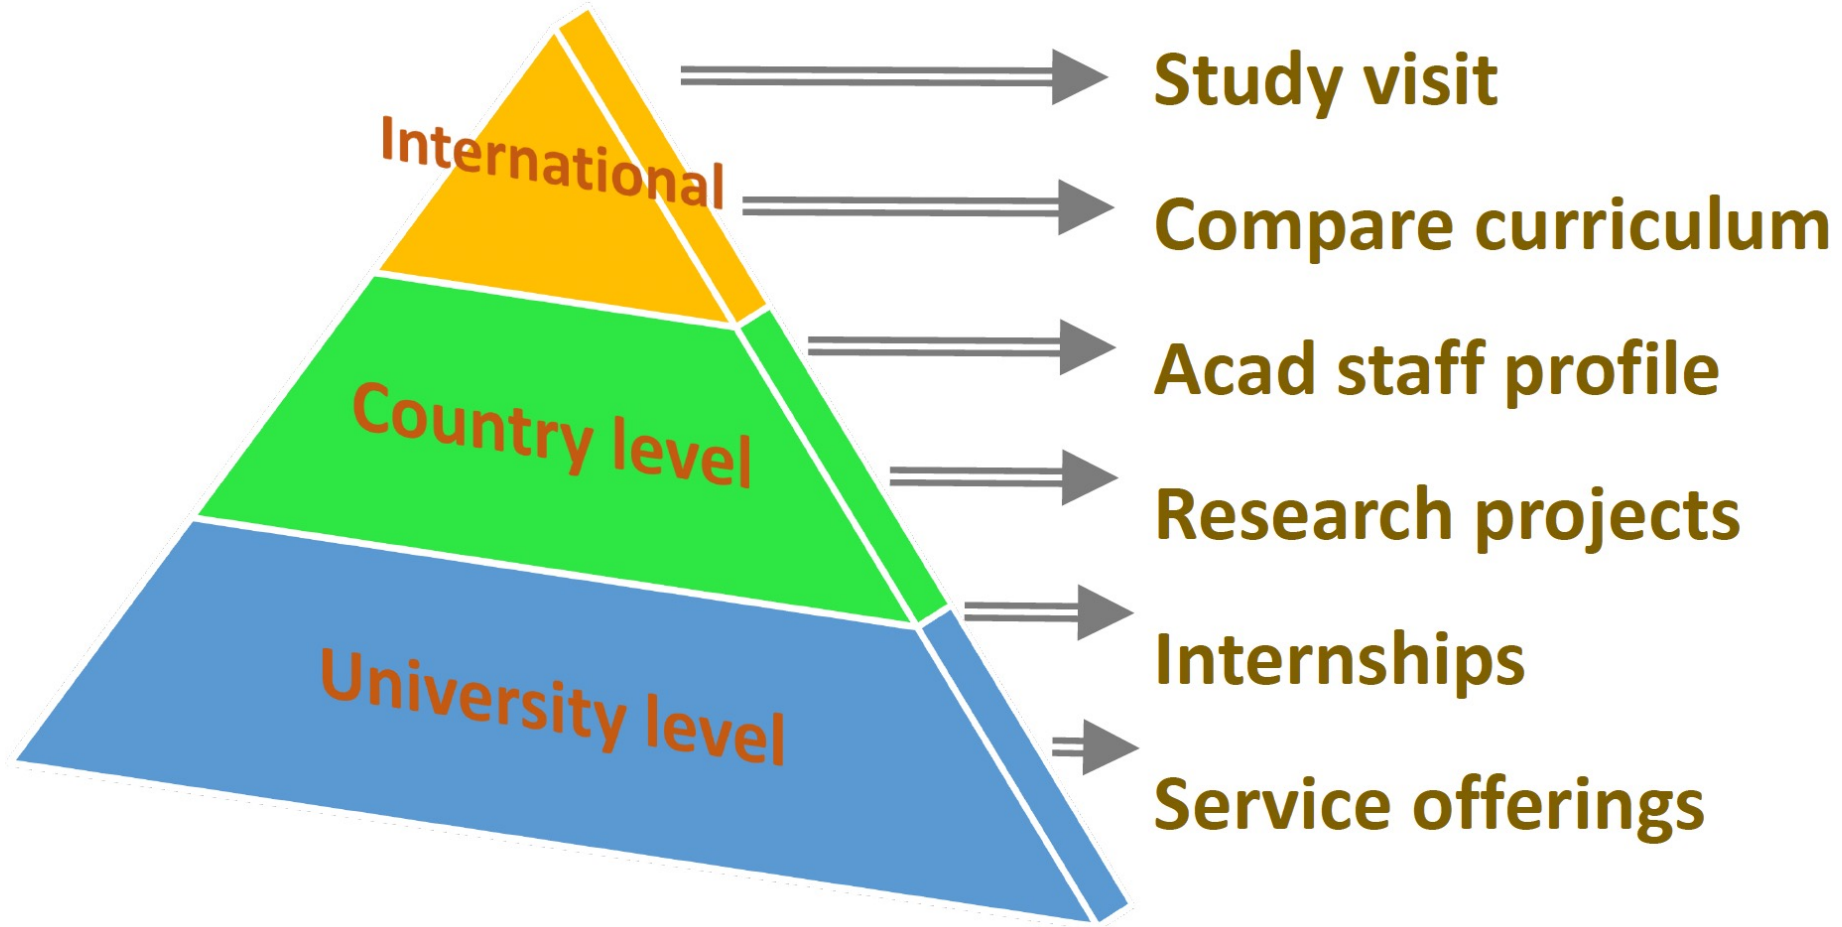 International
Country level
University level
Study visit
Compare curriculum
Acad staff profile
Research projects
Internships
Service offerings